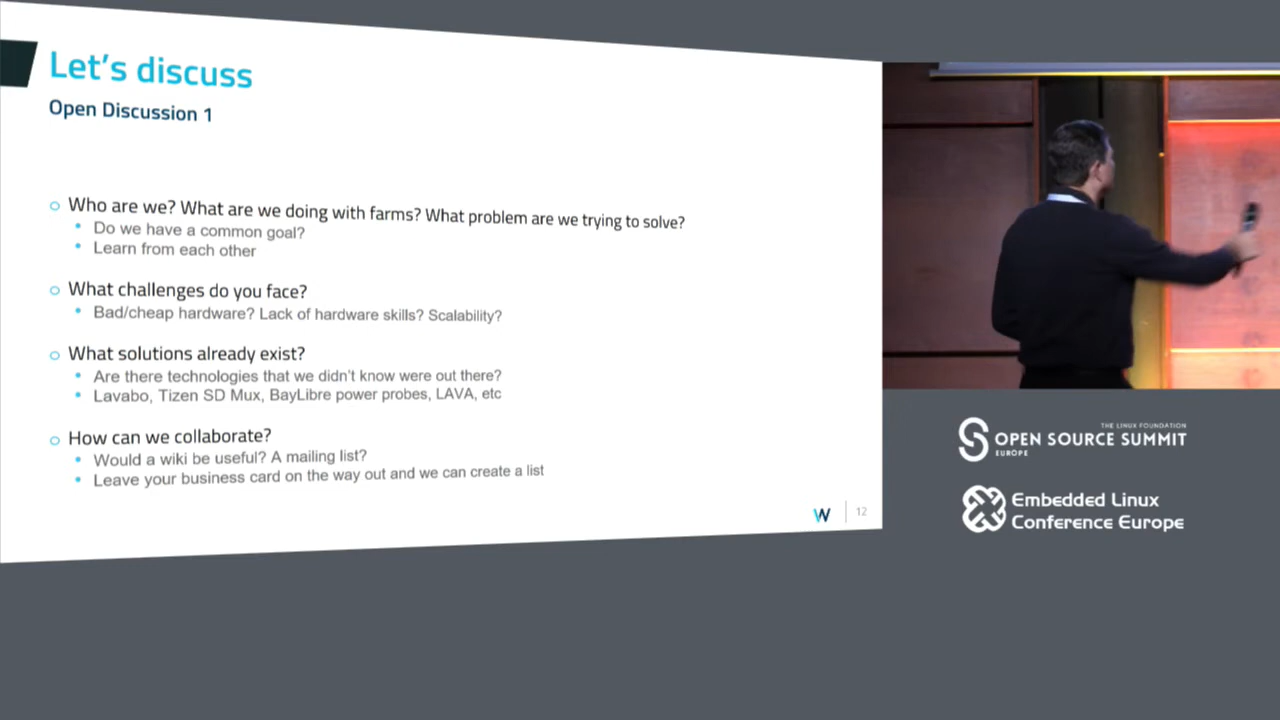 Let's discuss
Open Discussion 1
Who are we? What are we doing with farms? What problem are we trying to solve?
Do we have a common goal?
Learn from each other
What challenges do you face?
Bad/cheap hardware? Lack of hardware skills? Scalability?
What solutions already exist?
Are there technologies that we didn't know were out there?
Lavabo, Tizen SD Mux, BayLibre power probes, LAVA, etc
How can we collaborate?
Would a wiki be useful? A mailing list?
Leave your business card on the way out and we can create a list
W
12
THE LINUX FOUNDATION
OPEN SOURCE SUMMIT
EUROPE
Embedded Linux
Conference Europe